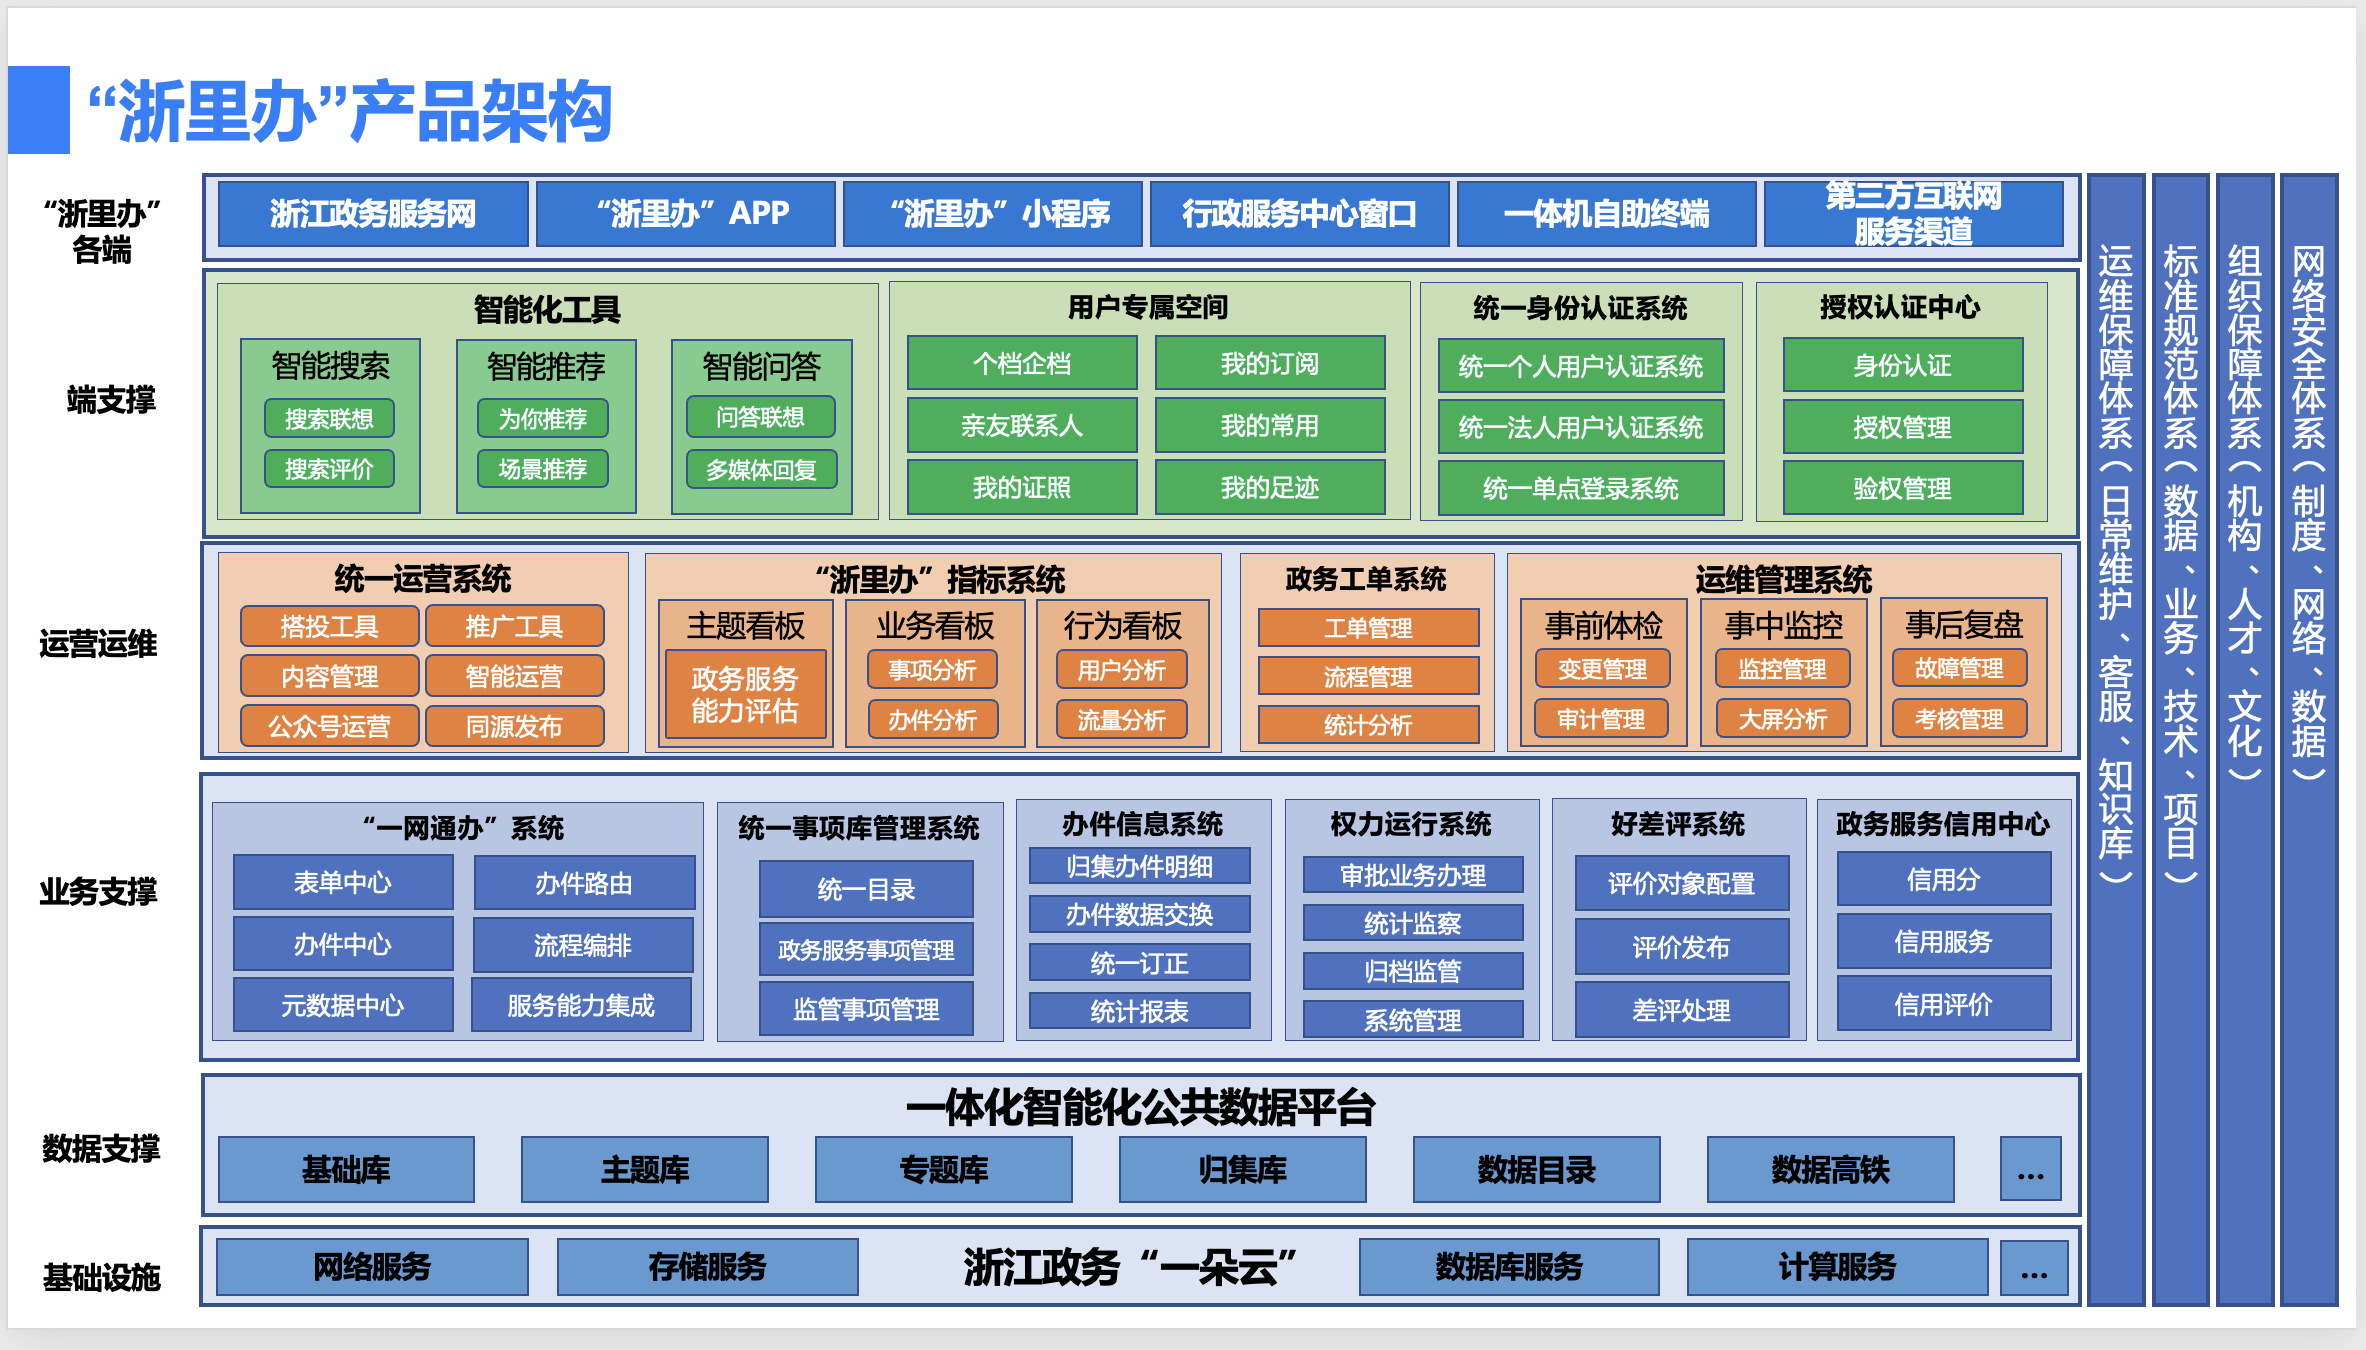 “浙里办”产品架构
“浙里办”
各端
浙江政务服务网
“浙里办”APP
“浙里办”小程序
行政服务中心窗口
一体机自助终端
第三方互联网
服务渠道
端支撑
智能化工具
智能搜索
搜索联想
搜索评价
智能推荐
为你推荐
场景推荐
智能问答
问答联想
多媒体回复
用户专属空间
个档企档
我的订阅
亲友联系人
我的常用
我的证照
我的足迹
统一身份认证系统
统一个人用户认证系统
统一法人用户认证系统
统一单点登录系统
授权认证中心
身份认证
授权管理
验权管理
运营运维
统一运营系统
搭投工具
推广工具
内容管理
智能运营
公众号运营
同源发布
“浙里办”指标系统
主题看板
政务服务
能力评估
业务看板
事项分析
办件分析
行为看板
用户分析
流量分析
政务工单系统
工单管理
流程管理
统计分析
运维管理系统
事前体检
变更管理
审计管理
事中监控
监控管理
大屏分析
事后复盘
故障管理
考核管理
业务支撑
“一网通办”系统
表单中心
办件路由
办件中心
流程编排
元数据中心
服务能力集成
统一事项库管理系统
统一目录
政务服务事项管理
监管事项管理
办件信息系统
归集办件明细
办件数据交换
统一订正
统计报表
权力运行系统
审批业务办理
统计监察
归档监管
系统管理
好差评系统
评价对象配置
评价发布
差评处理
政务服务信用中心
信用分
信用服务
信用评价
数据支撑
一体化智能化公共数据平台
基础库
主题库
专题库
归集库
数据目录
数据高铁
...
基础设施
网络服务
存储服务
浙江政务“一朵云”
数据库服务
计算服务
...
运维保障体系（日常维护、客服、知识库）
标准规范体系（数据、业务、技术、项目）
组织保障体系（机构、人才、文化）
网络安全体系（制度、网络、数据）